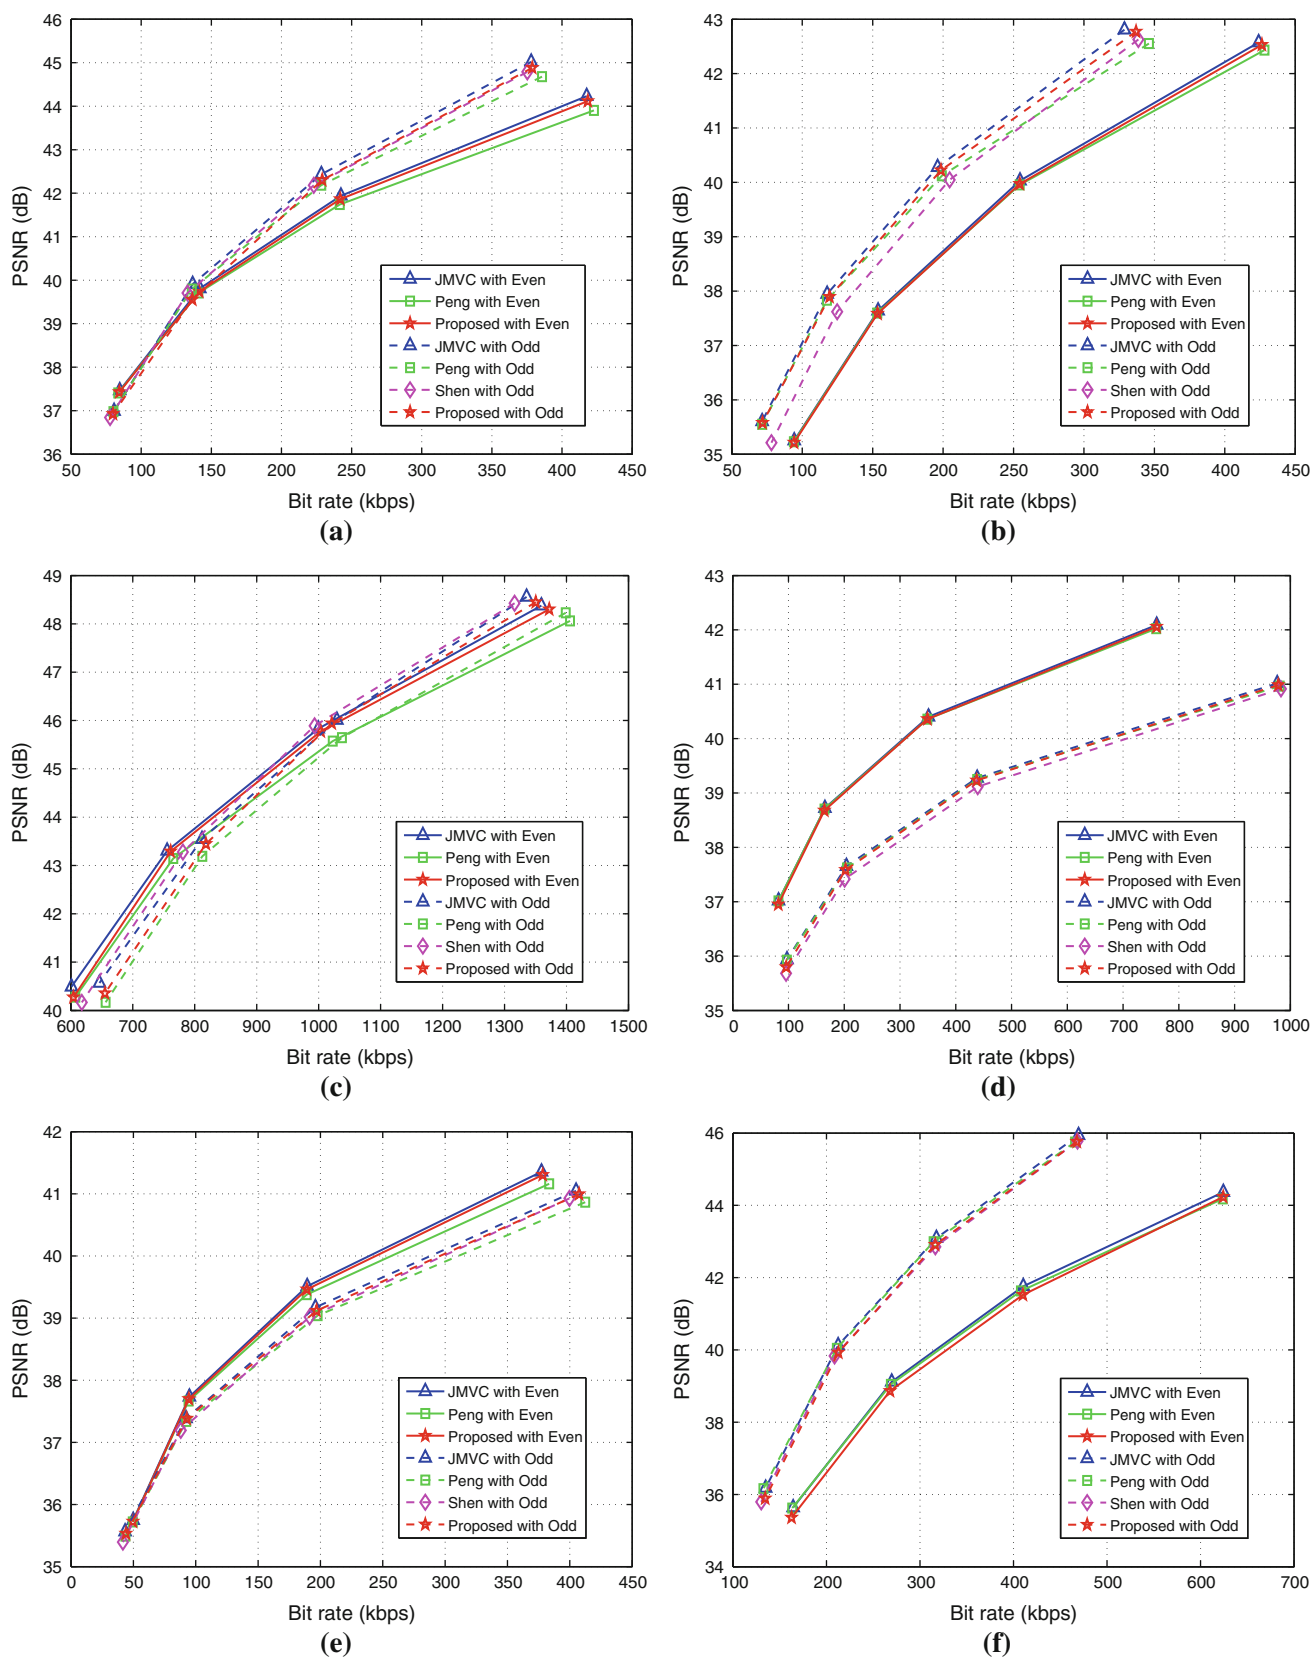 46
45
44
43
42
41
40
39
38
37
36
PSNR (dB)
50 100 150 200 250 300 350 400 450
Bit rate (kbps)
JMVC with Even
Peng with Even
Proposed with Even
JMVC with Odd
Peng with Odd
Shen with Odd
Proposed with Odd
(a)
43
42
41
40
39
38
37
36
35
PSNR (dB)
50 100 150 200 250 300 350 400 450
Bit rate (kbps)
JMVC with Even
Peng with Even
Proposed with Even
JMVC with Odd
Peng with Odd
Shen with Odd
Proposed with Odd
(b)
49
48
47
46
45
44
43
42
41
40
PSNR (dB)
600 700 800 900 1000 1100 1200 1300 1400 1500
Bit rate (kbps)
JMVC with Even
Peng with Even
Proposed with Even
JMVC with Odd
Peng with Odd
Shen with Odd
Proposed with Odd
(c)
43
42
41
40
39
38
37
36
35
PSNR (dB)
0 100 200 300 400 500 600 700 800 900 1000
Bit rate (kbps)
JMVC with Even
Peng with Even
Proposed with Even
JMVC with Odd
Peng with Odd
Shen with Odd
Proposed with Odd
(d)
42
41
40
39
38
37
36
35
PSNR (dB)
0 50 100 150 200 250 300 350 400 450
Bit rate (kbps)
JMVC with Even
Peng with Even
Proposed with Even
JMVC with Odd
Peng with Odd
Shen with Odd
Proposed with Odd
(e)
46
44
42
40
38
36
34
PSNR (dB)
100 200 300 400 500 600 700
Bit rate (kbps)
JMVC with Even
Peng with Even
Proposed with Even
JMVC with Odd
Peng with Odd
Shen with Odd
Proposed with Odd
(f)